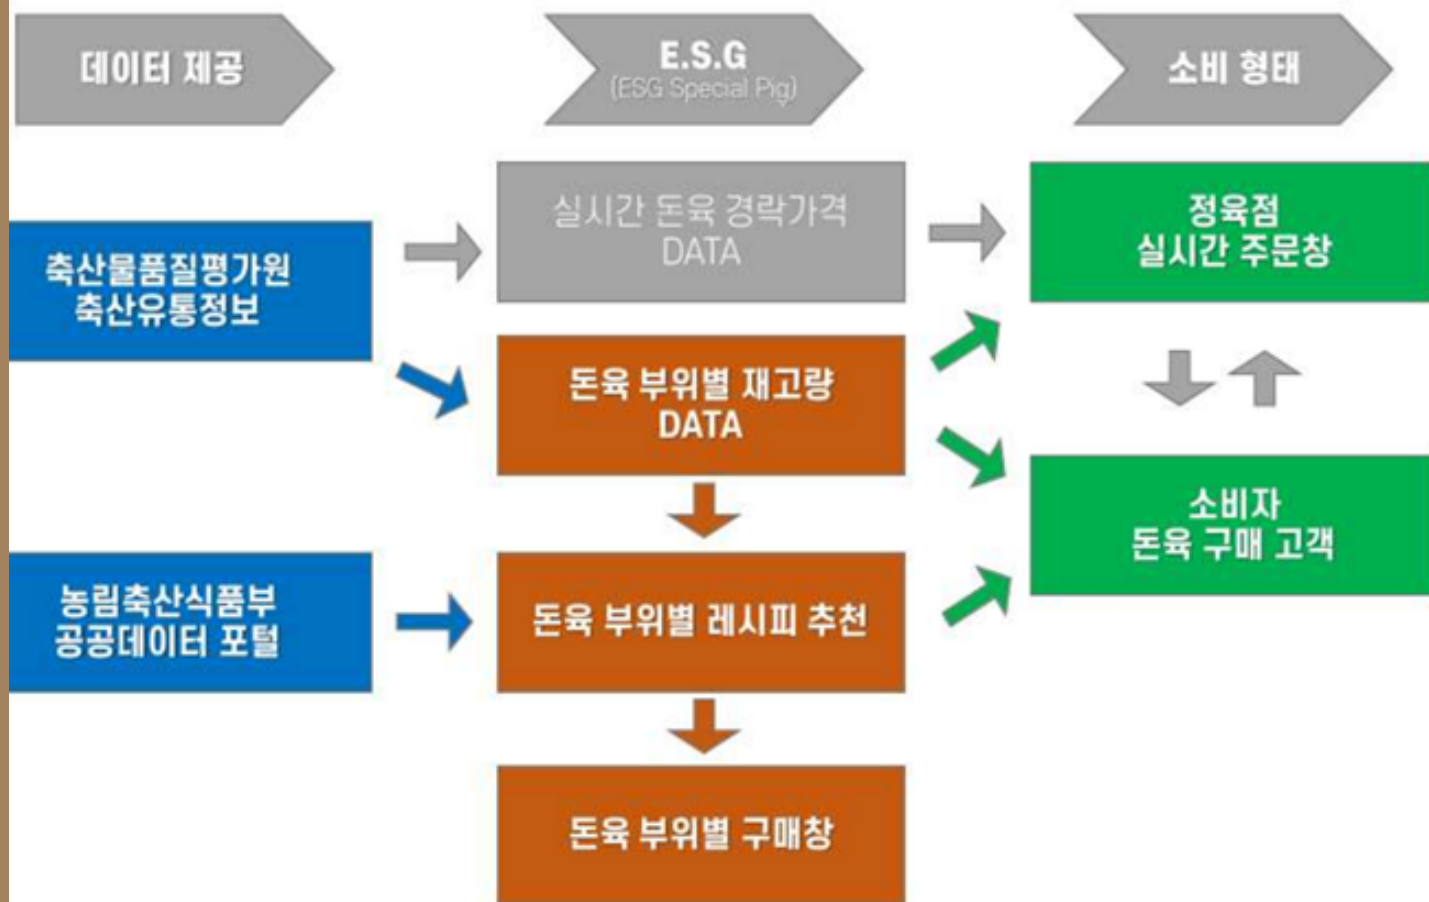 데이터 제공
E.S.G
(ESG Special Pig)
소비 형태
실시간 돈육 경락가격
DATA
정육점
실시간 주문창
축산물품질평가원
축산유통정보
돈육 부위별 재고량
DATA
소비자
돈육 구매 고객
농림축산식품부
공공데이터 포털
돈육 부위별 레시피 추천
돈육 부위별 구매창